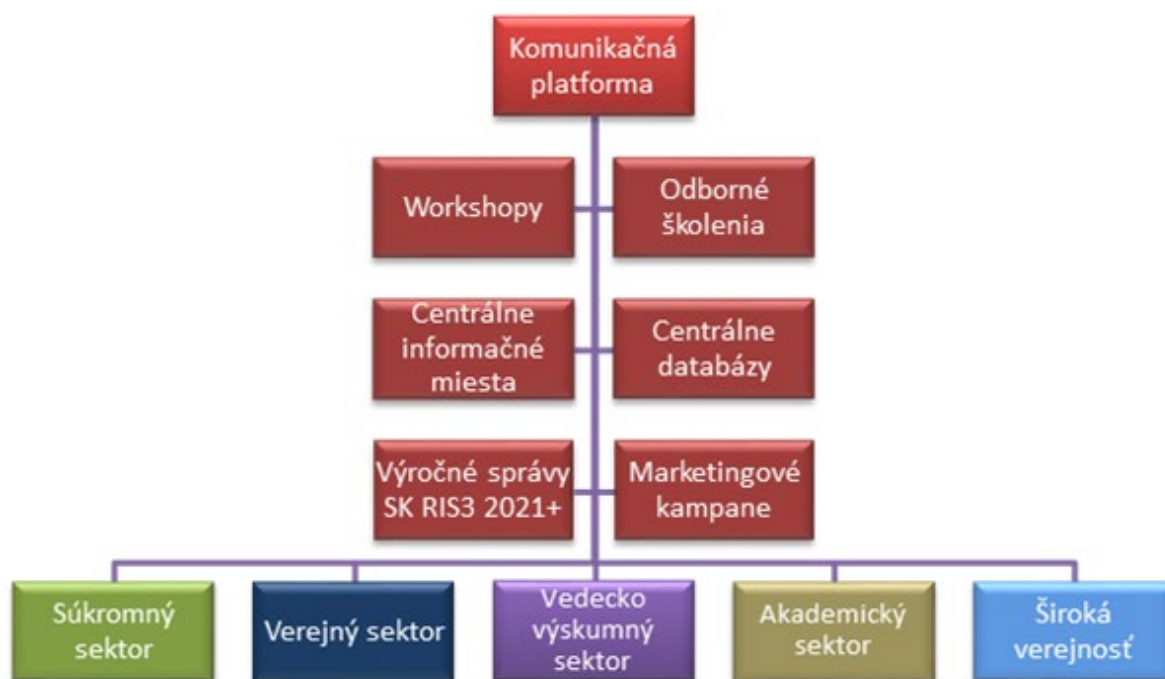 Komunikačná
platforma
Workshopy
Odborné
školenia
Centrálne
informačné
miesta
Centrálne
databázy
Výročné správy
SK RIS3 2021+
Marketingové
kampane
Súkromný
sektor
Verejný sektor
Vedecko
výskumný
sektor
Akademický
sektor
Široká
verejnosť